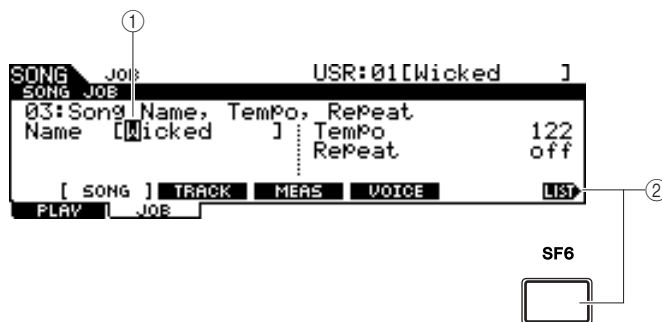 ①
SONG JOB USR:01[Wicked ]
SONG JOB
03:Song Name, Tempo, Repeat
Name [Wicked ] Tempo 122
Repeat off
[ SONG ] TRACK MEAS VOICE LIST
②
PLAY JOB
SF6